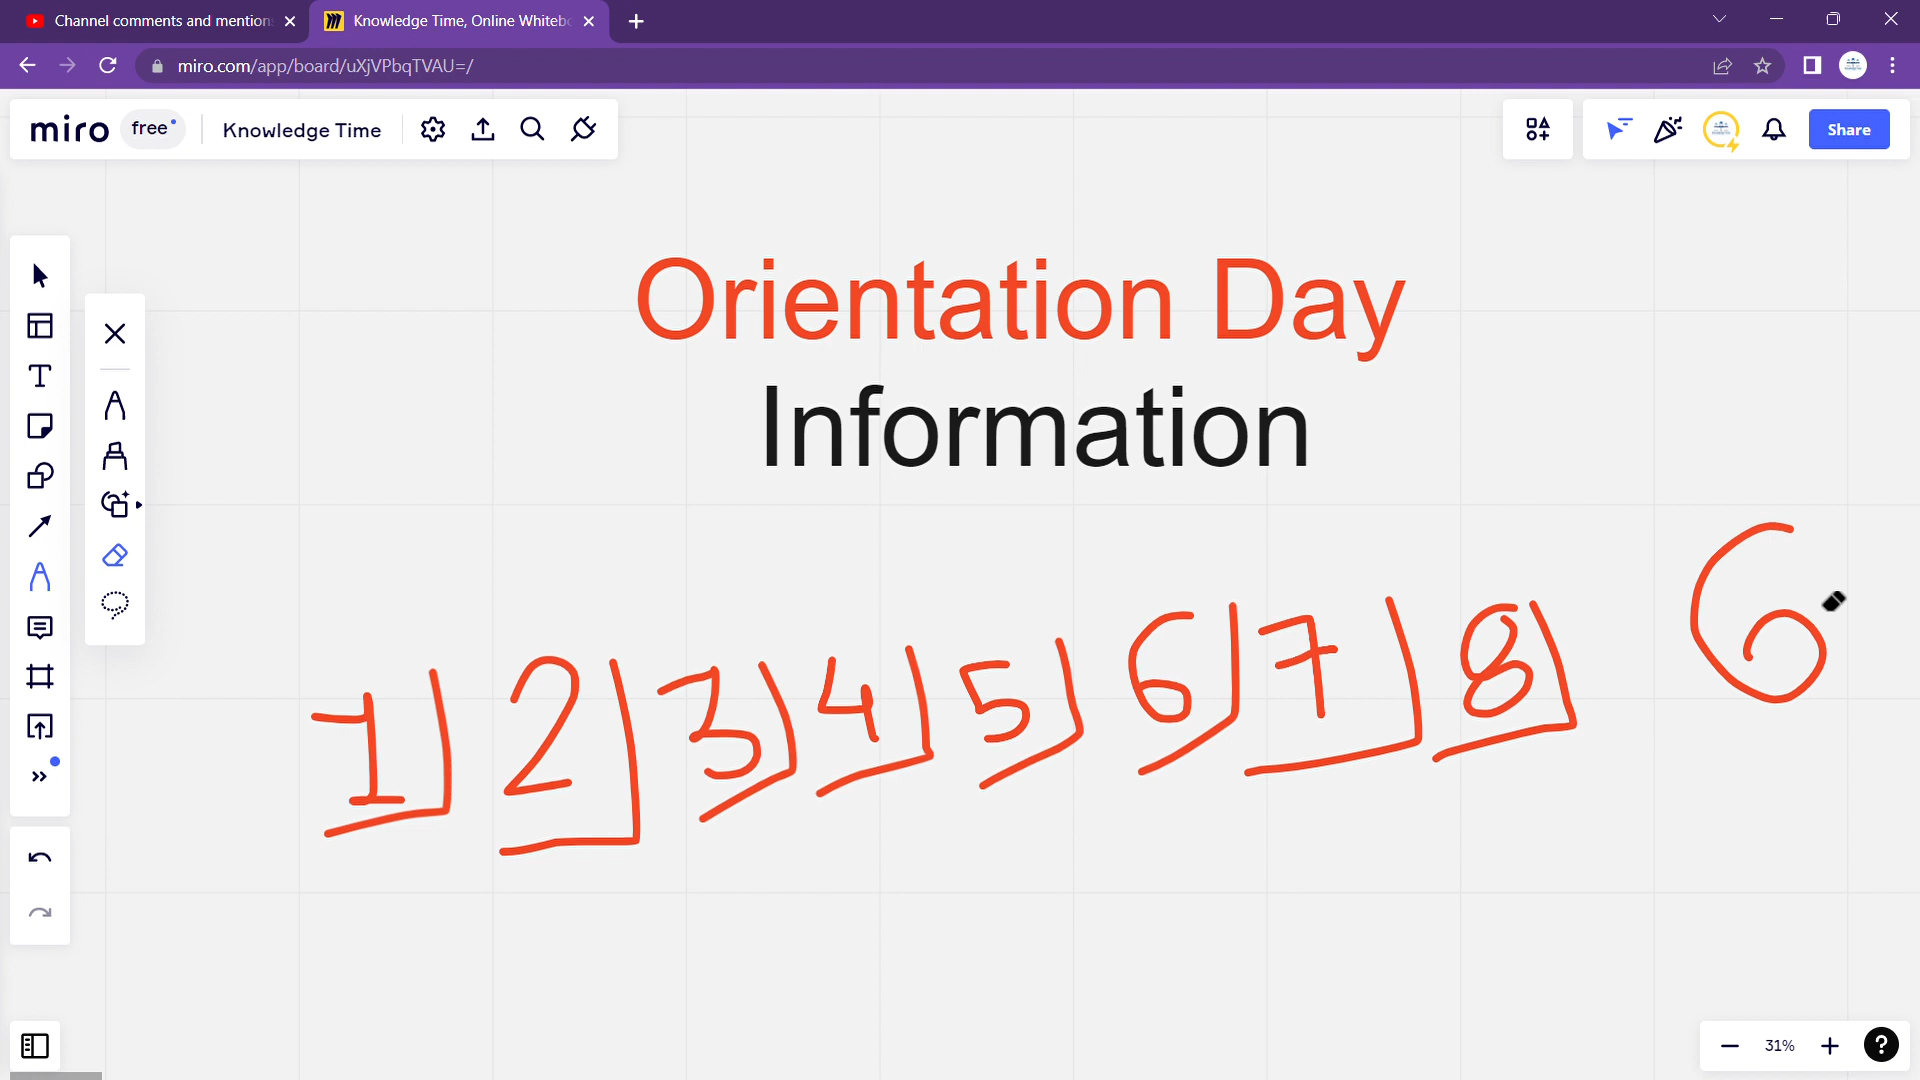 Channel comments and mention
Knowledge Time, Online Whitebo
miro.com/app/board/uXjVPbqTVAU=/
miro free Knowledge Time
Share
Orientation Day
Information
1 2 3 4 5 6 7 8 6
31%